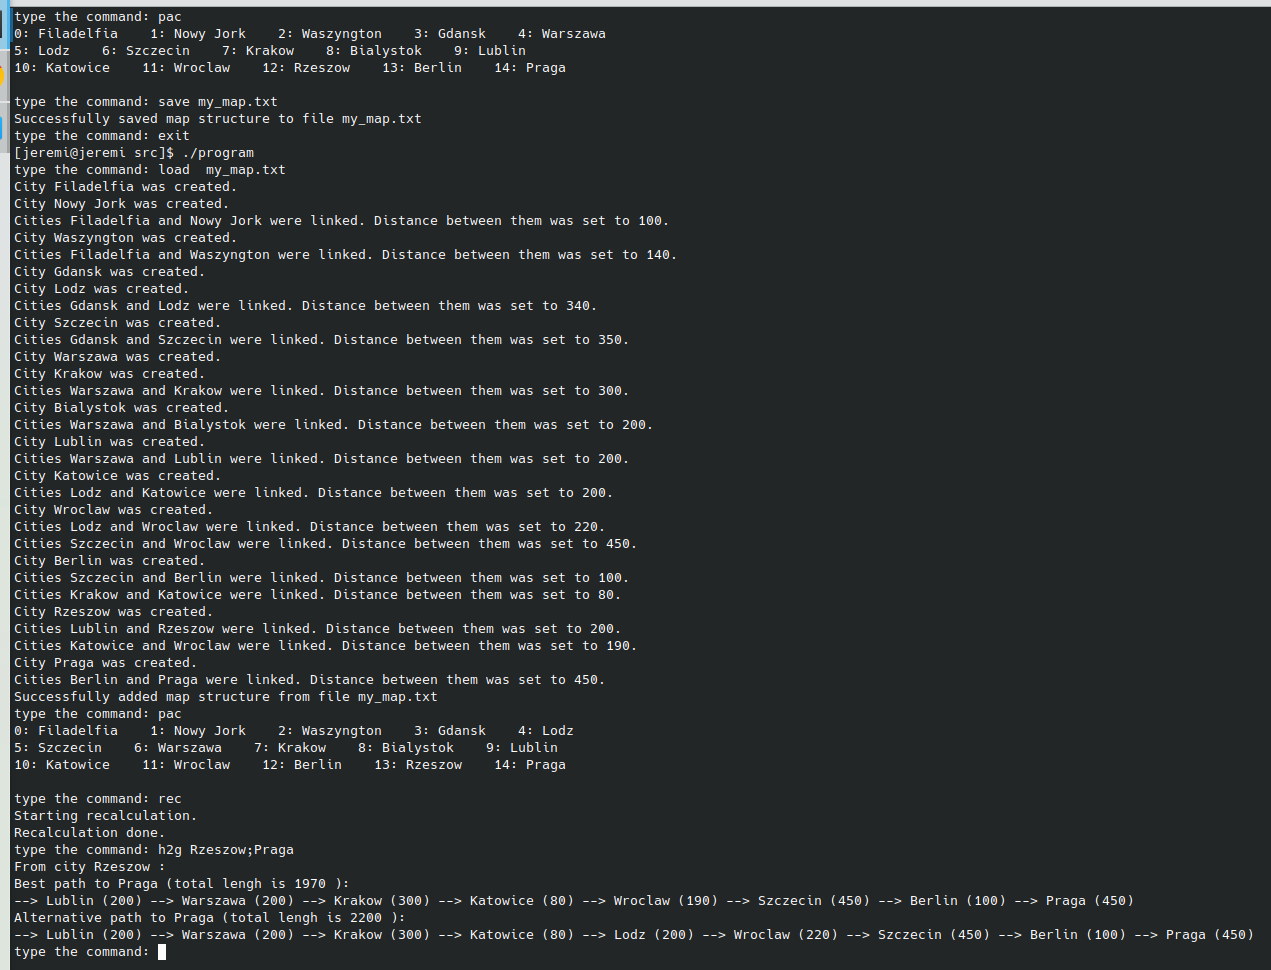 type the command: pac
0: Filadelfia    1: Nowy Jork    2: Waszyngton    3: Gdansk    4: Warszawa
5: Lodz    6: Szczecin    7: Krakow    8: Bialystok    9: Lublin
10: Katowice    11: Wroclaw    12: Rzeszow    13: Berlin    14: Praga
type the command: save my_map.txt
Successfully saved map structure to file my_map.txt
type the command: exit
[jeremi@jeremi src]$ ./program
type the command: load  my_map.txt
City Filadelfia was created.
City Nowy Jork was created.
Cities Filadelfia and Nowy Jork were linked. Distance between them was set to 100.
City Waszyngton was created.
Cities Filadelfia and Waszyngton were linked. Distance between them was set to 140.
City Gdansk was created.
City Lodz was created.
Cities Gdansk and Lodz were linked. Distance between them was set to 340.
City Szczecin was created.
Cities Gdansk and Szczecin were linked. Distance between them was set to 350.
City Warszawa was created.
City Krakow was created.
Cities Warszawa and Krakow were linked. Distance between them was set to 300.
City Bialystok was created.
Cities Warszawa and Bialystok were linked. Distance between them was set to 200.
City Lublin was created.
Cities Warszawa and Lublin were linked. Distance between them was set to 200.
City Katowice was created.
Cities Lodz and Katowice were linked. Distance between them was set to 200.
City Wroclaw was created.
Cities Lodz and Wroclaw were linked. Distance between them was set to 220.
Cities Szczecin and Wroclaw were linked. Distance between them was set to 450.
City Berlin was created.
Cities Szczecin and Berlin were linked. Distance between them was set to 100.
Cities Krakow and Katowice were linked. Distance between them was set to 80.
City Rzeszow was created.
Cities Lublin and Rzeszow were linked. Distance between them was set to 200.
Cities Katowice and Wroclaw were linked. Distance between them was set to 190.
City Praga was created.
Cities Berlin and Praga were linked. Distance between them was set to 450.
Successfully added map structure from file my_map.txt
type the command: pac
0: Filadelfia    1: Nowy Jork    2: Waszyngton    3: Gdansk    4: Lodz
5: Szczecin    6: Warszawa    7: Krakow    8: Bialystok    9: Lublin
10: Katowice    11: Wroclaw    12: Berlin    13: Rzeszow    14: Praga
type the command: rec
Starting recalculation.
Recalculation done.
type the command: h2g Rzeszow;Praga
From city Rzeszow :
Best path to Praga (total lengh is 1970 ):
--> Lublin (200) --> Warszawa (200) --> Krakow (300) --> Katowice (80) --> Wroclaw (190) --> Szczecin (450) --> Berlin (100) --> Praga (450)
Alternative path to Praga (total lengh is 2200 ):
--> Lublin (200) --> Warszawa (200) --> Krakow (300) --> Katowice (80) --> Lodz (200) --> Wroclaw (220) --> Szczecin (450) --> Berlin (100) --> Praga (450)
type the command: